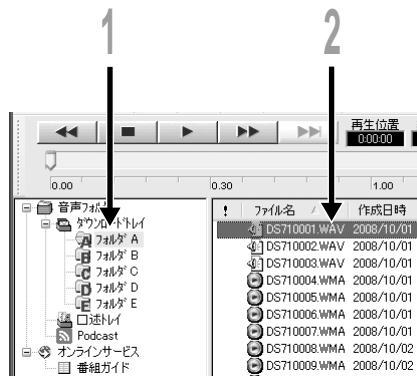 1
2
再生位置
0:00:00
0.00
0.30
1.00
音声フォル
ダウンロードトレイ
フォルダ A
フォルダ B
フォルダ C
フォルダ D
フォルダ E
口述トレイ
Podcast
オンラインサービス
番組ガイド
! ファイル名 作成日時
DS710001.WAV 2008/10/01
DS710002.WAV 2008/10/01
DS710003.WAV 2008/10/01
DS710004.WMA 2008/10/01
DS710005.WMA 2008/10/01
DS710006.WMA 2008/10/01
DS710007.WMA 2008/10/01
DS710008.WMA 2008/10/02
DS710009.WMA 2008/10/02